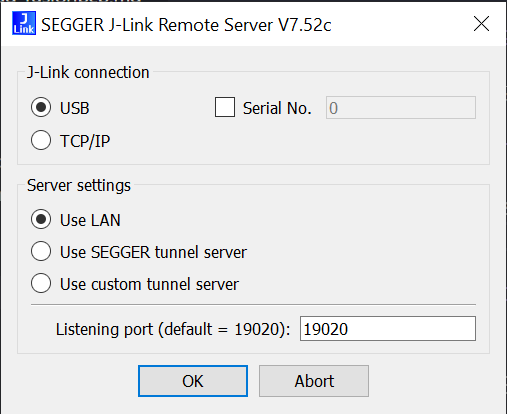 J
Link
SEGGER J-Link Remote Server V7.52c
J-Link connection
USB
Serial No.
0
TCP/IP
Server settings
Use LAN
Use SEGGER tunnel server
Use custom tunnel server
Listening port (default = 19020):
19020
OK
Abort